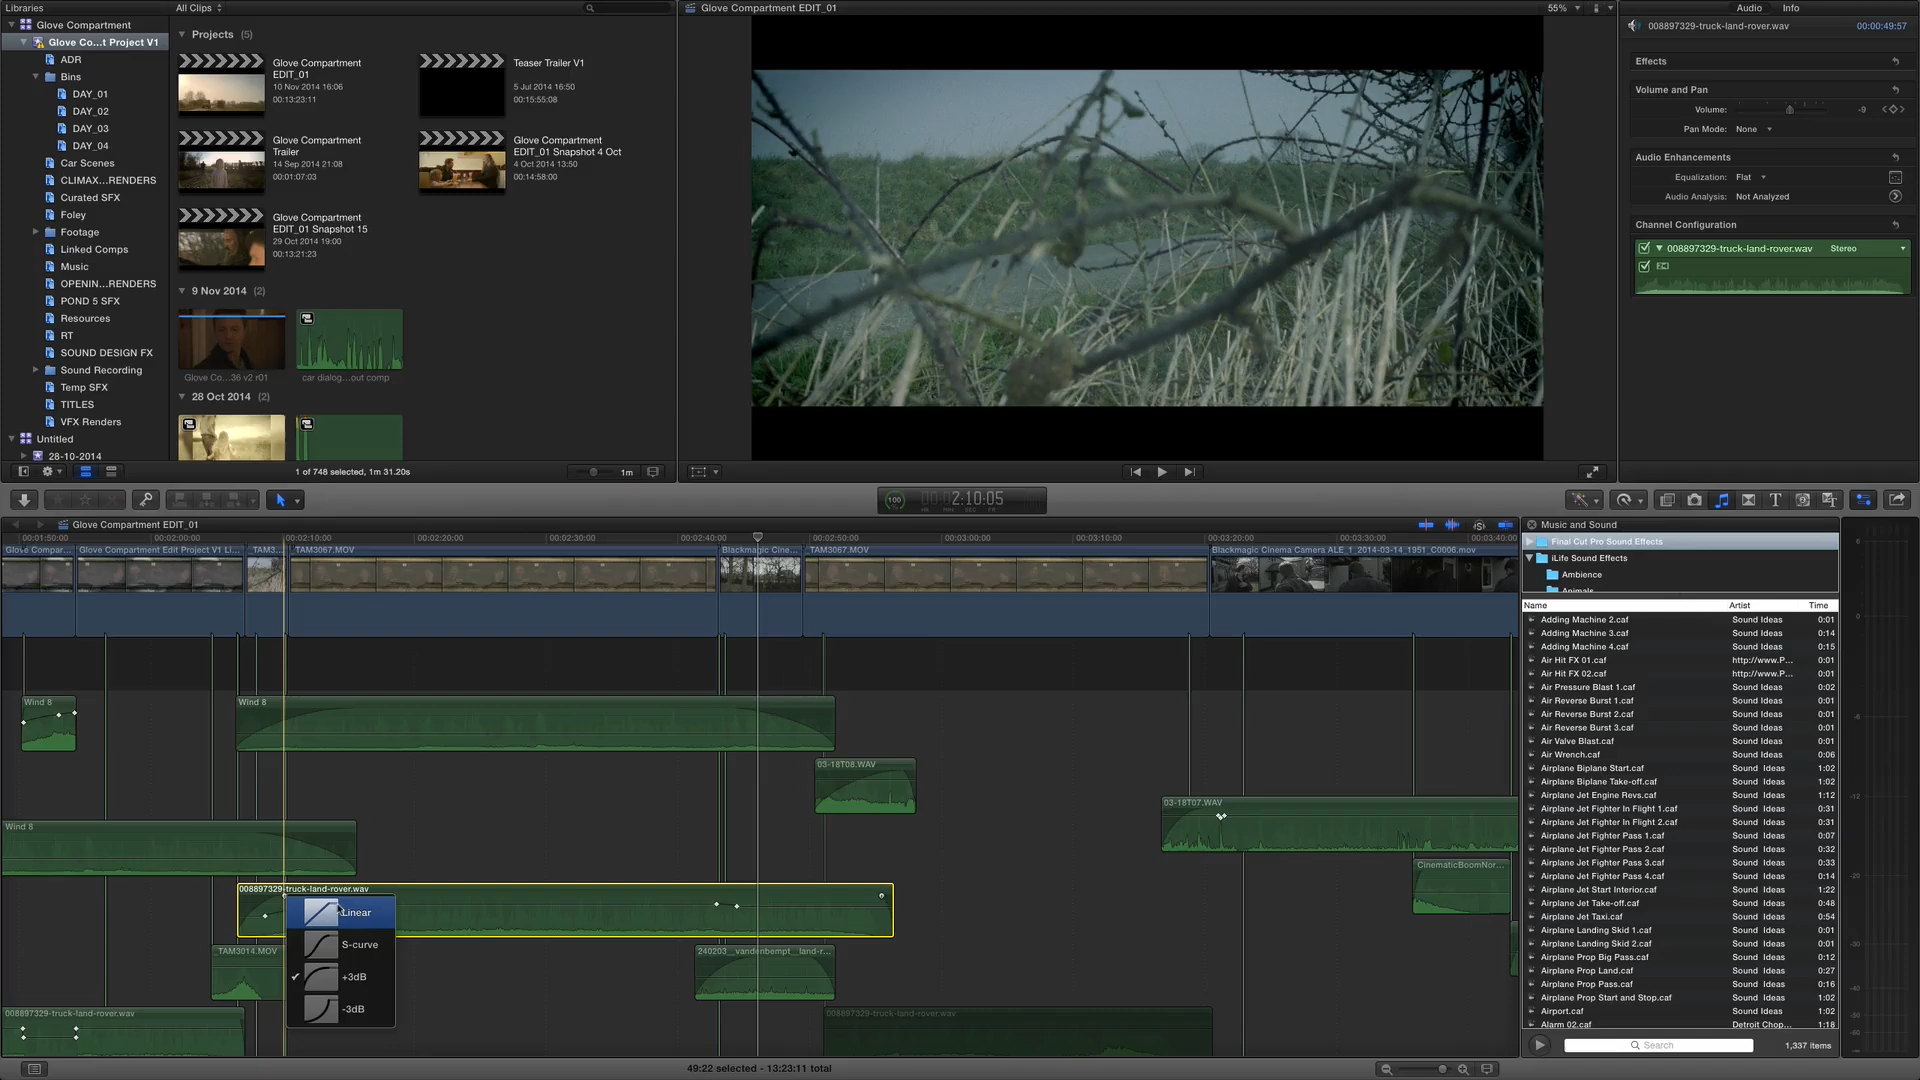 Libraries
All Clips
Glove Compartment
Glove Co...t Project V1
ADR
Bins
DAY_01
DAY_02
DAY_03
DAY_04
Car Scenes
CLIMAX...RENDERS
Curated SFX
Foley
Footage
Linked Comps
Music
OPENIN...RENDERS
POND 5 SFX
Resources
RT
SOUND DESIGN FX
Sound Recording
Temp SFX
TITLES
VFX Renders
Untitled
28-10-2014
Projects (5)
Glove Compartment
EDIT_01
10 Nov 2014 16:06
00:13:23:11
Teaser Trailer V1
5 Jul 2014 16:50
00:15:55:08
Glove Compartment
Trailer
14 Sep 2014 21:08
00:01:07:03
Glove Compartment
EDIT_01 Snapshot 4 Oct
4 Oct 2014 13:50
00:14:58:00
Glove Compartment
EDIT_01 Snapshot 15
29 Oct 2014 19:00
00:13:21:23
9 Nov 2014 (2)
Glove Co...36 v2 r01
car dialog...out comp
28 Oct 2014 (2)
1 of 748 selected, 1m 31.20s
1m
Glove Compartment EDIT_01
55%
Audio
Info
008897329-truck-land-rover.wav
00:00:49:57
Effects
Volume and Pan
Volume:
-9
Pan Mode: None
Audio Enhancements
Equalization: Flat
Audio Analysis: Not Analyzed
Channel Configuration
008897329-truck-land-rover.wav Stereo
100
2:10:05
HR MIN SEC FR
Glove Compartment EDIT_01
00:01:50:00
00:02:00:00
00:02:10:00
00:02:20:00
00:02:30:00
00:02:40:00
00:02:50:00
00:03:00:00
00:03:10:00
00:03:20:00
00:03:30:00
00:03:40:00
Glove Compar...
Glove Compartment Edit Project V1 Li...
TAM3...
TAM3067.MOV
Blackmagic Cine...
_TAM3067.MOV
Blackmagic Cinema Camera ALE_1_2014-03-14_1951_C0006.mov
Wind 8
Wind 8
03-18T08.WAV
03-18T07.WAV
Wind 8
CinematicBoomNor...
008897329-truck-land-rover.wav
Linear
S-curve
+3dB
-3dB
_TAM3014.MOV
240203__vandenbempt__land-r...
008897329-truck-land-rover.wav
008897329-truck-land-rover.wav
49:22 selected - 13:23:11 total
Music and Sound
Final Cut Pro Sound Effects
iLife Sound Effects
Ambience
Animals
Name Artist Time
Adding Machine 2.caf Sound Ideas 0:01
Adding Machine 3.caf Sound Ideas 0:14
Adding Machine 4.caf Sound Ideas 0:15
Air Hit FX 01.caf http://www.P... 0:01
Air Hit FX 02.caf http://www.P... 0:01
Air Pressure Blast 1.caf Sound Ideas 0:02
Air Reverse Burst 1.caf Sound Ideas 0:01
Air Reverse Burst 2.caf Sound Ideas 0:01
Air Reverse Burst 3.caf Sound Ideas 0:01
Air Valve Blast.caf Sound Ideas 0:01
Air Wrench.caf Sound Ideas 0:06
Airplane Biplane Start.caf Sound Ideas 1:02
Airplane Biplane Take-off.caf Sound Ideas 1:02
Airplane Jet Engine Revs.caf Sound Ideas 1:12
Airplane Jet Fighter In Flight 1.caf Sound Ideas 0:31
Airplane Jet Fighter In Flight 2.caf Sound Ideas 0:31
Airplane Jet Fighter Pass 1.caf Sound Ideas 0:07
Airplane Jet Fighter Pass 2.caf Sound Ideas 0:32
Airplane Jet Fighter Pass 3.caf Sound Ideas 0:33
Airplane Jet Fighter Pass 4.caf Sound Ideas 0:14
Airplane Jet Start Interior.caf Sound Ideas 1:22
Airplane Jet Take-off.caf Sound Ideas 0:48
Airplane Jet Taxi.caf Sound Ideas 0:54
Airplane Landing Skid 1.caf Sound Ideas 0:01
Airplane Landing Skid 2.caf Sound Ideas 0:01
Airplane Prop Big Pass.caf Sound Ideas 0:12
Airplane Prop Land.caf Sound Ideas 0:27
Airplane Prop Pass.caf Sound Ideas 0:16
Airplane Prop Start and Stop.caf Sound Ideas 1:02
Airport.caf Sound Ideas 1:02
Alarm 02.caf Detroit Chop... 1:18
Search
1,337 items
6
0
-6
-12
-20
-30
-40
-50
-60